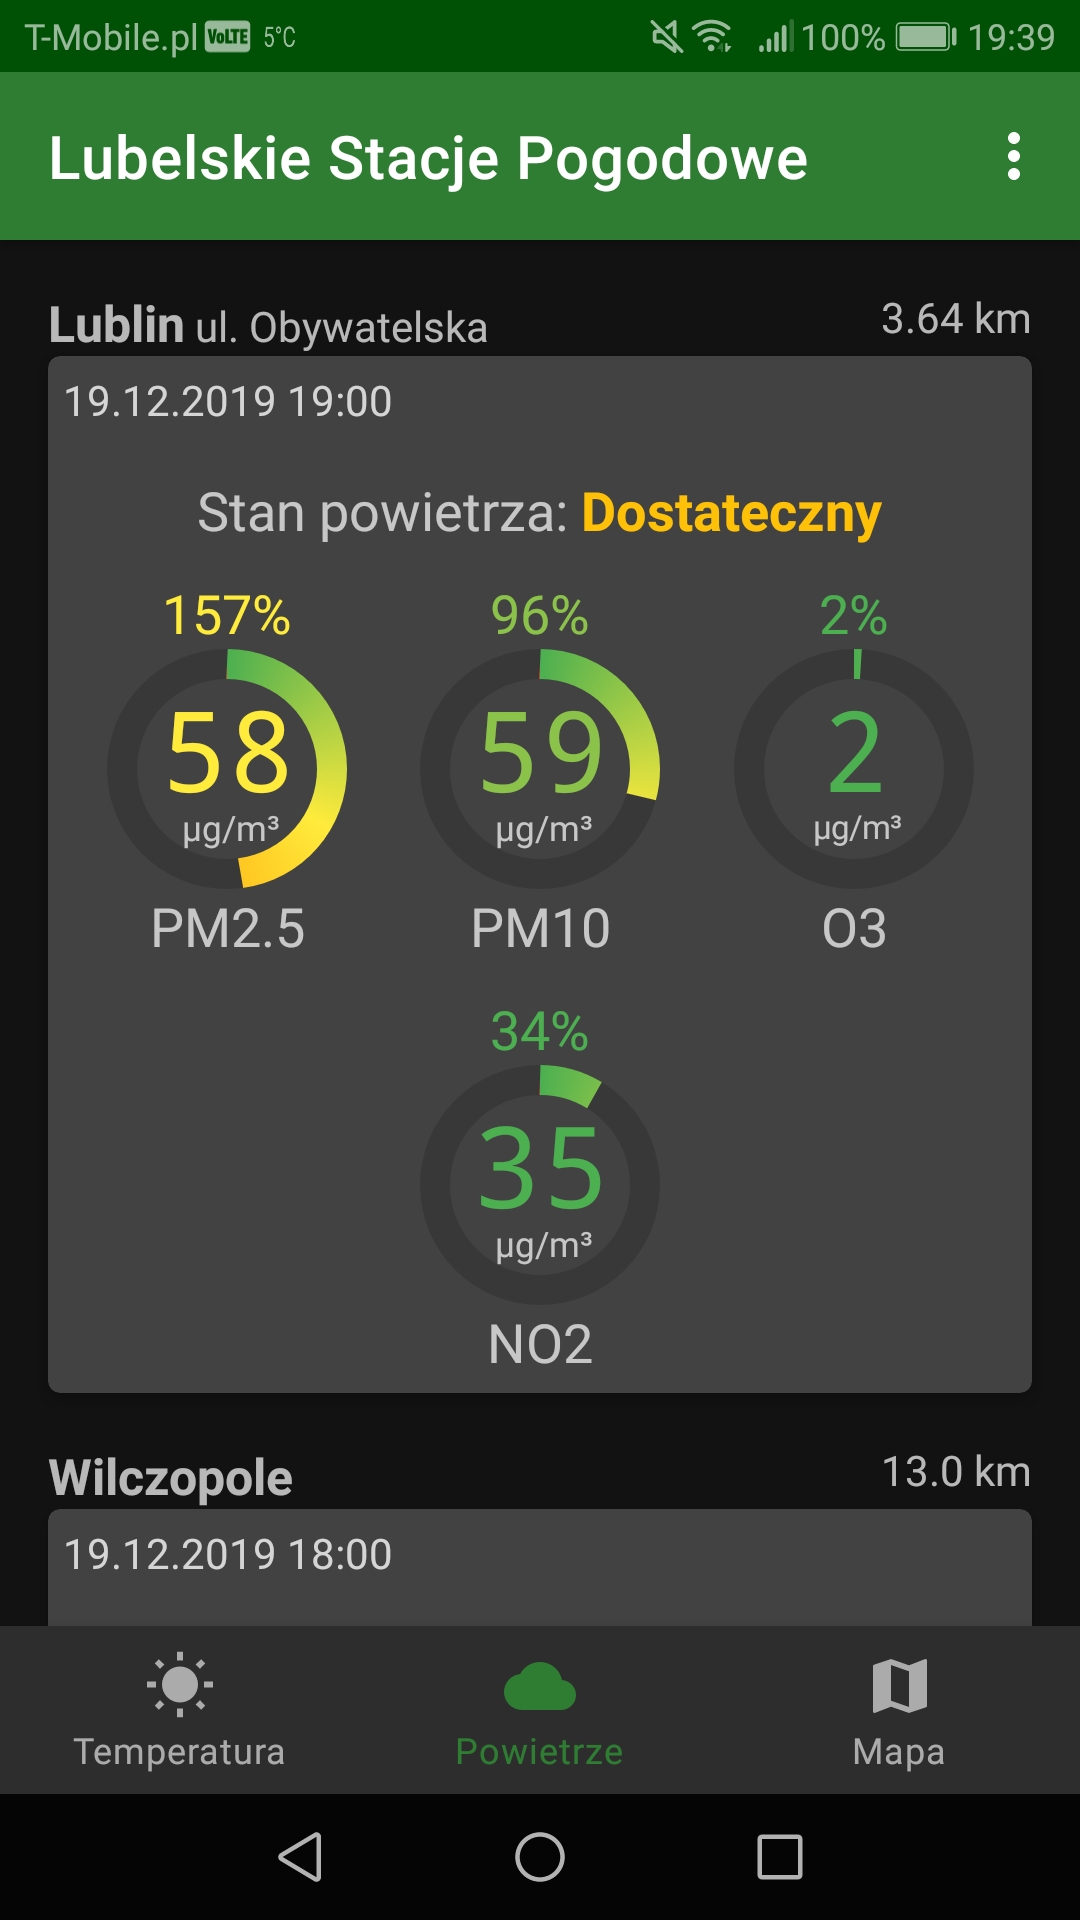 T-Mobile.pl VoLTE 5°C 100% 19:39
Lubelskie Stacje Pogodowe
Lublin ul. Obywatelska 3.64 km
19.12.2019 19:00
Stan powietrza: Dostateczny
157% 96% 2%
58 59 2
µg/m³ µg/m³ µg/m³
PM2.5 PM10 O3
34%
35
µg/m³
NO2
Wilczopole 13.0 km
19.12.2019 18:00
Temperatura Powietrze Mapa